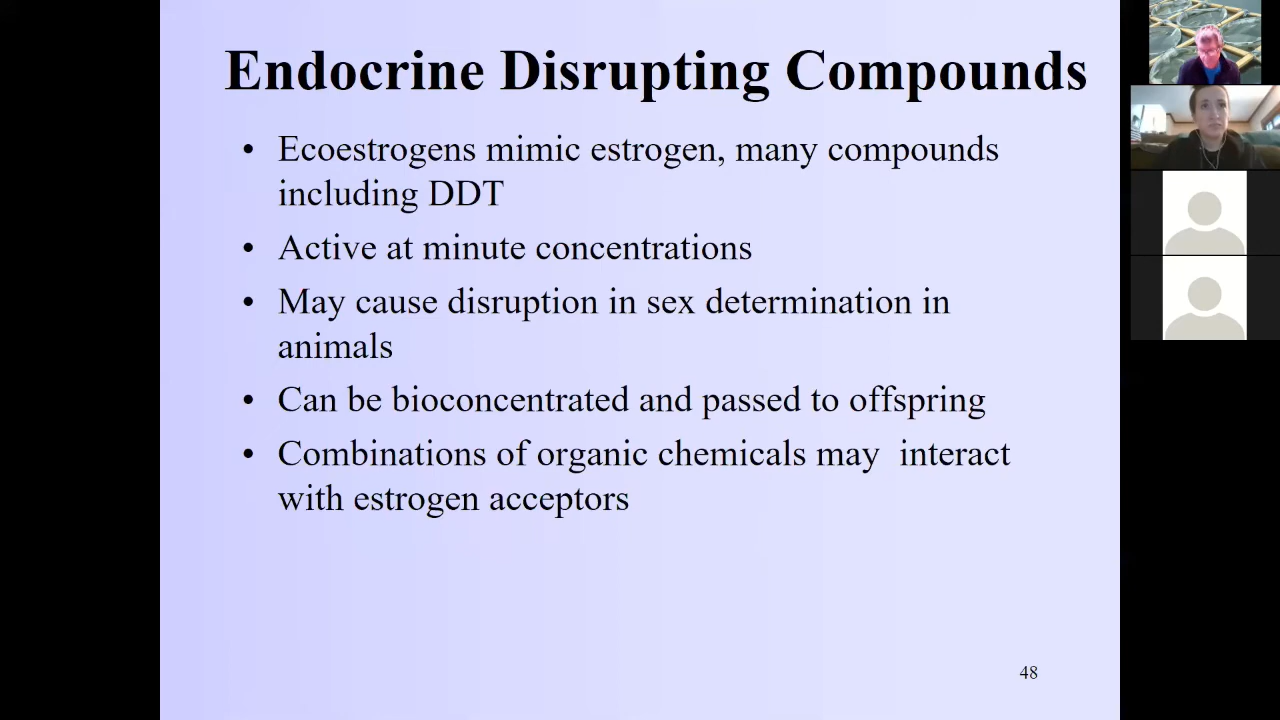 Endocrine Disrupting Compounds
• Ecoestrogens mimic estrogen, many compounds
including DDT
• Active at minute concentrations
• May cause disruption in sex determination in
animals
• Can be bioconcentrated and passed to offspring
• Combinations of organic chemicals may  interact
with estrogen acceptors
48